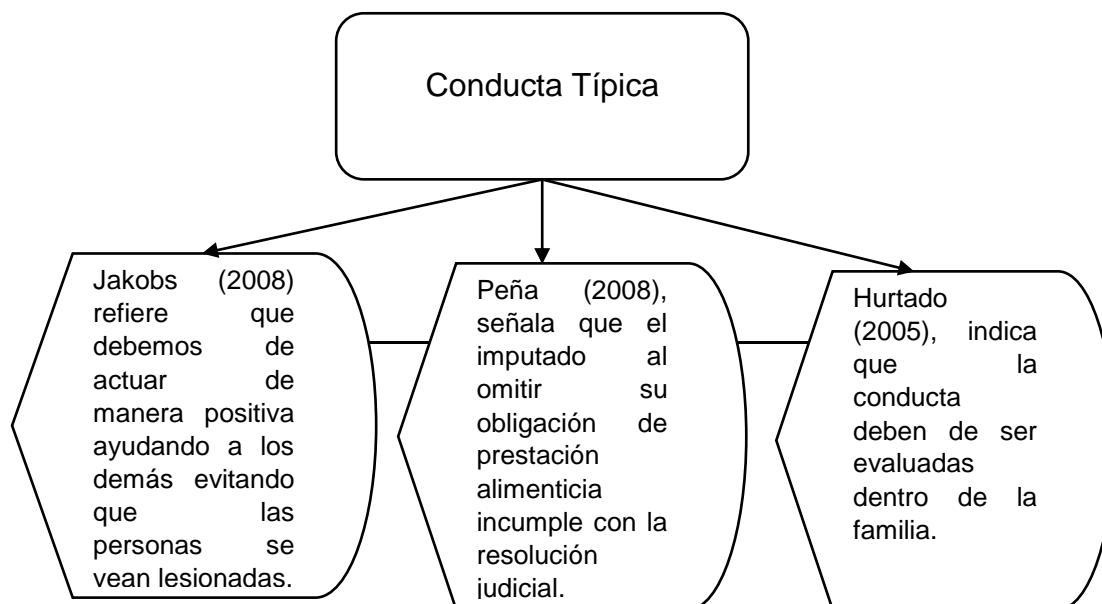 Conducta Típica
Jakobs (2008)
refiere que
debemos de
actuar de
manera positiva
ayudando a los
demás evitando
que las
personas se
vean lesionadas.
Peña (2008),
señala que el
imputado al
omitir su
obligación de
prestación
alimenticia
incumple con la
resolución
judicial.
Hurtado
(2005), indica
que la
conducta
deben de ser
evaluadas
dentro de la
familia.